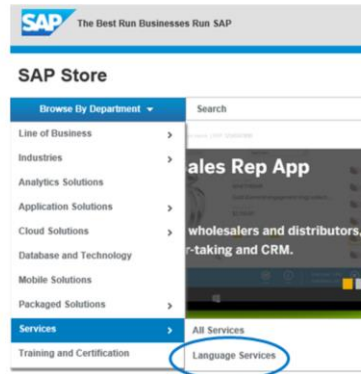 SAP The Best Run Businesses Run SAP
SAP Store
Browse By Department
Search
Line of Business
Industries
Analytics Solutions
Application Solutions
Cloud Solutions
Database and Technology
Mobile Solutions
Packaged Solutions
Services
Training and Certification
ales Rep App
wholesalers and distributors,
r-taking and CRM.
All Services
Language Services